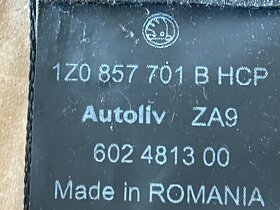 1Z0 857 701 B HCP
Autoliv ZA9
602 4813 00
Made in ROMANIA